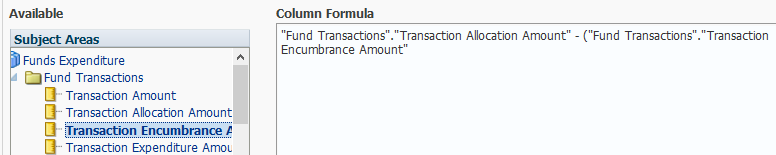 Available
Subject Areas
Funds Expenditure
Fund Transactions
Transaction Amount
Transaction Allocation Amount
Transaction Encumbrance A
Transaction Expenditure Amou
Column Formula
"Fund Transactions"."Transaction Allocation Amount" - ("Fund Transactions"."Transaction
Encumbrance Amount"